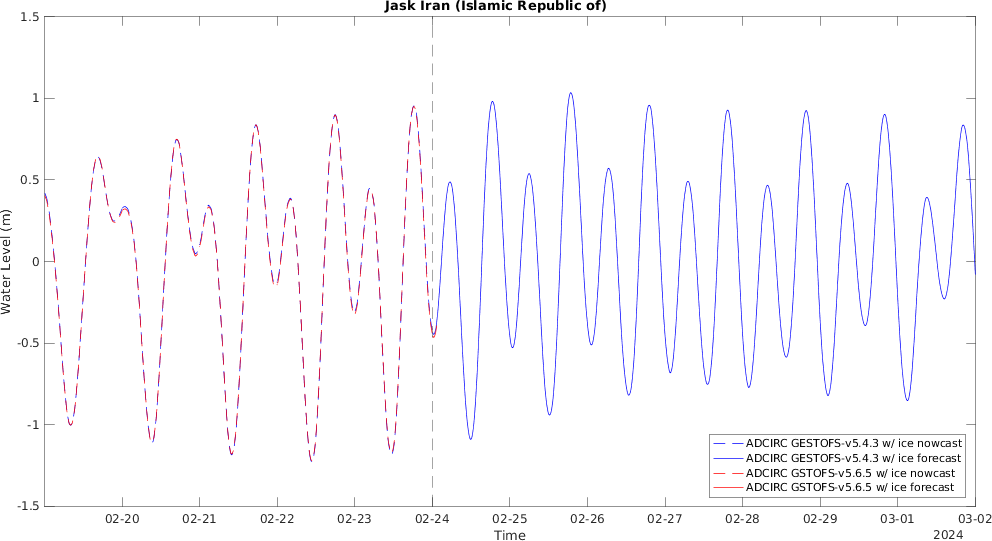 Jask Iran (Islamic Republic of)
1.5
1
0.5
0
-0.5
-1
-1.5
Water Level (m)
02-20 02-21 02-22 02-23 02-24 02-25 02-26 02-27 02-28 02-29 03-01 03-02
Time
2024
ADCIRC GESTOFS-v5.4.3 w/ ice nowcast
ADCIRC GESTOFS-v5.4.3 w/ ice forecast
ADCIRC GSTOFS-v5.6.5 w/ ice nowcast
ADCIRC GSTOFS-v5.6.5 w/ ice forecast